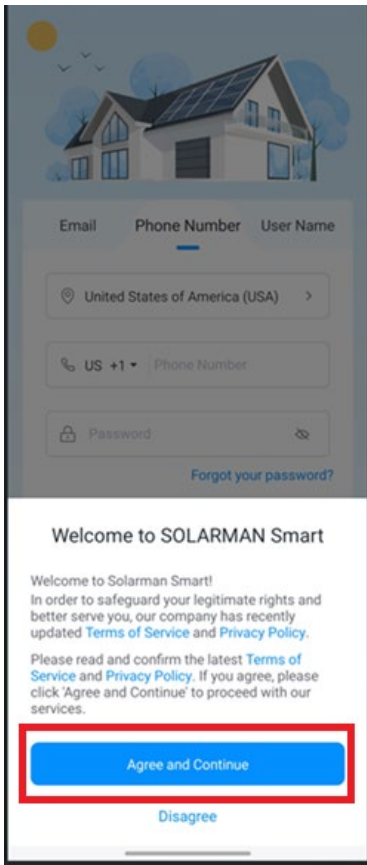 Email Phone Number User Name
United States of America (USA)
US +1 Phone Number
Password
Forgot your password?
Welcome to SOLARMAN Smart
Welcome to Solarman Smart!
In order to safeguard your legitimate rights and
better serve you, our company has recently
updated Terms of Service and Privacy Policy.
Please read and confirm the latest Terms of
Service and Privacy Policy. If you agree, please
click 'Agree and Continue' to proceed with our
services.
Agree and Continue
Disagree